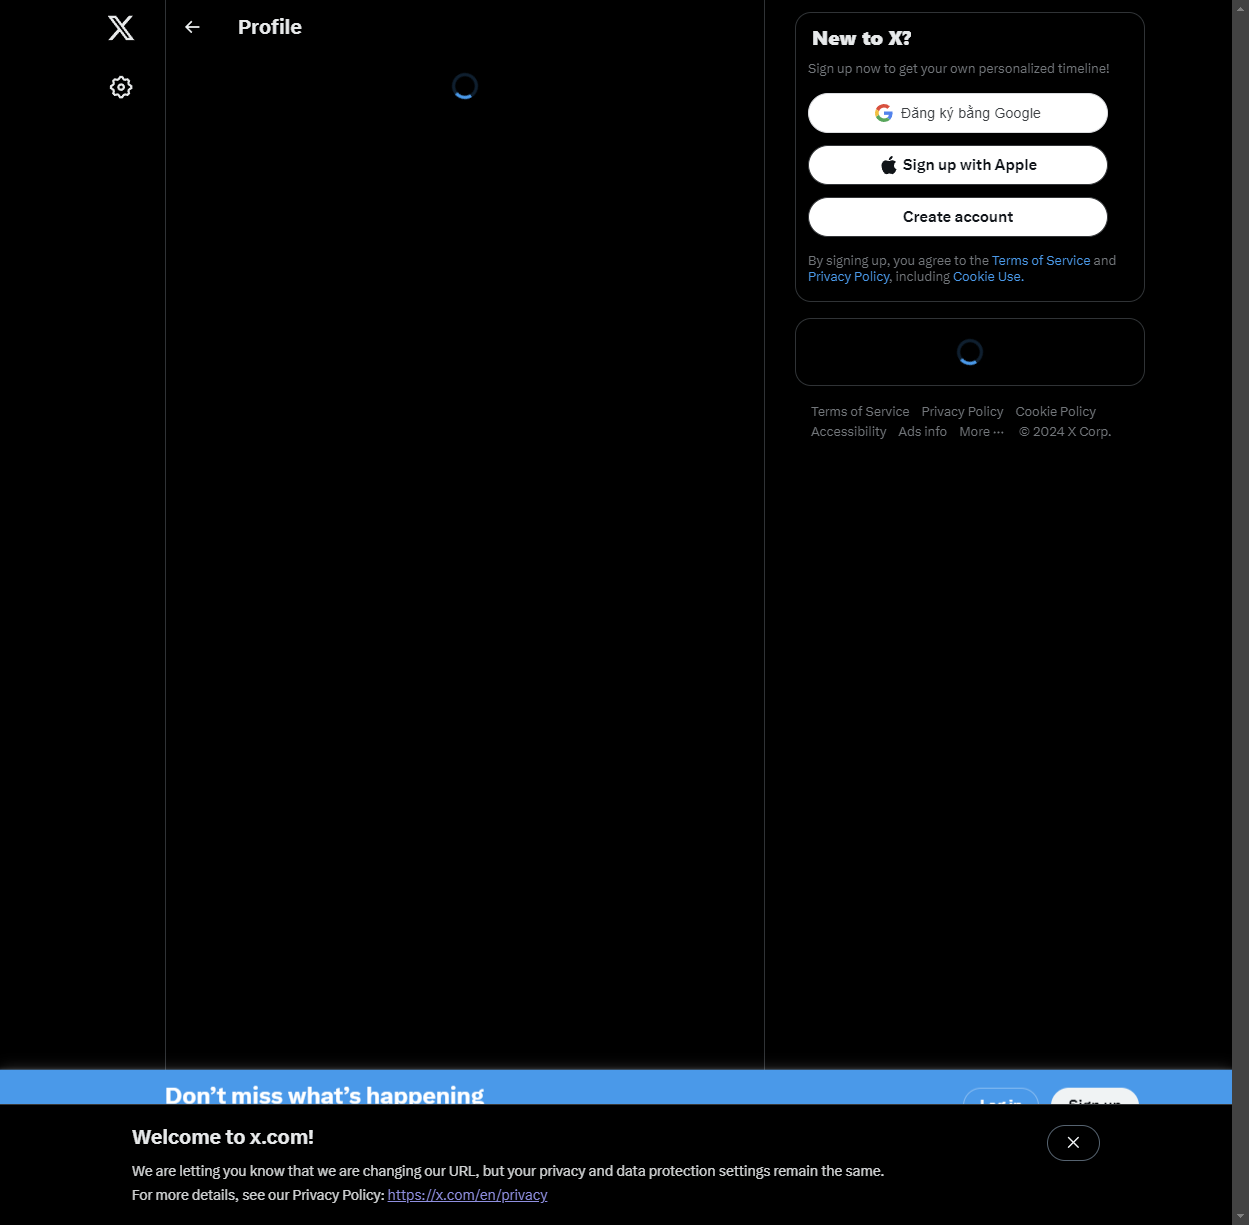 Profile
New to X?
Sign up now to get your own personalized timeline!
Đăng ký bằng Google
Sign up with Apple
Create account
By signing up, you agree to the Terms of Service and
Privacy Policy, including Cookie Use.
Terms of Service Privacy Policy Cookie Policy
Accessibility Ads info More ··· © 2024 X Corp.
Don’t miss what’s happening
Log in Sign up
Welcome to x.com!
We are letting you know that we are changing our URL, but your privacy and data protection settings remain the same.
For more details, see our Privacy Policy: https://x.com/en/privacy